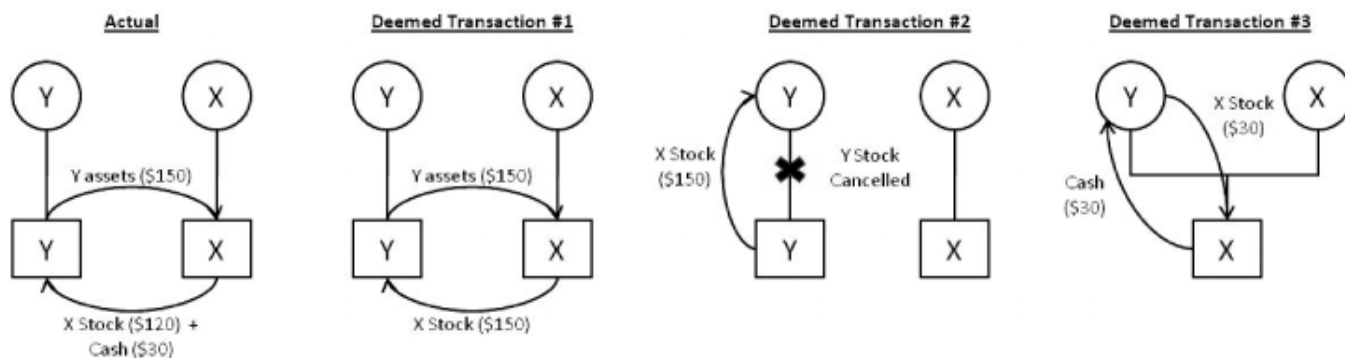 Actual
Y
X
Y assets ($150)
Y
X
X Stock ($120) +
Cash ($30)
Deemed Transaction #1
Y
X
Y assets ($150)
Y
X
X Stock ($150)
Deemed Transaction #2
Y
X
X Stock
($150)
Y Stock
Cancelled
Y
X
Deemed Transaction #3
Y
X
X Stock
($30)
Cash
($30)
X